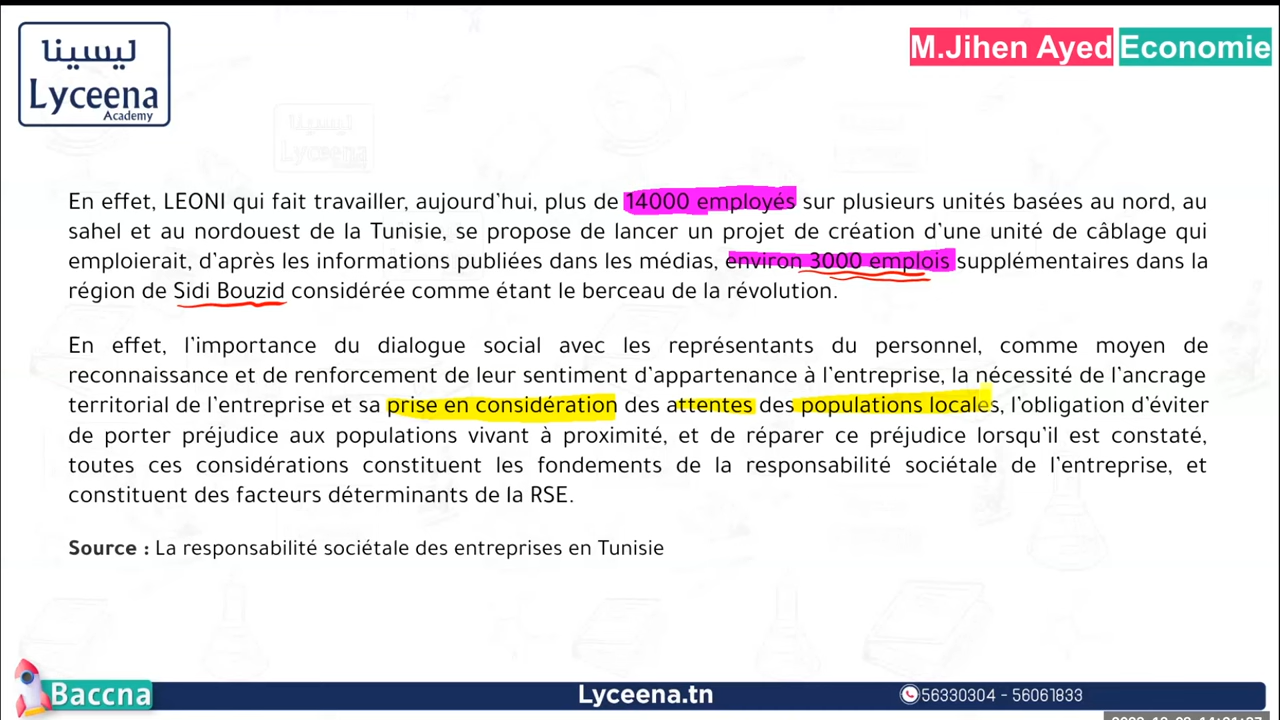 ليسينا
Lyceena
Academy
M.Jihen Ayed Economie
En effet, LEONI qui fait travailler, aujourd'hui, plus de 14000 employés sur plusieurs unités basées au nord, au
sahel et au nordouest de la Tunisie, se propose de lancer un projet de création d'une unité de câblage qui
emploierait, d'après les informations publiées dans les médias, environ 3000 emplois supplémentaires dans la
région de Sidi Bouzid considérée comme étant le berceau de la révolution.
En effet, l'importance du dialogue social avec les représentants du personnel, comme moyen de
reconnaissance et de renforcement de leur sentiment d'appartenance à l'entreprise, la nécessité de l'ancrage
territorial de l'entreprise et sa prise en considération des attentes des populations locales, l'obligation d'éviter
de porter préjudice aux populations vivant à proximité, et de réparer ce préjudice lorsqu'il est constaté,
toutes ces considérations constituent les fondements de la responsabilité sociétale de l'entreprise, et
constituent des facteurs déterminants de la RSE.
Source : La responsabilité sociétale des entreprises en Tunisie
Baccna
Lyceena.tn
56330304 - 56061833